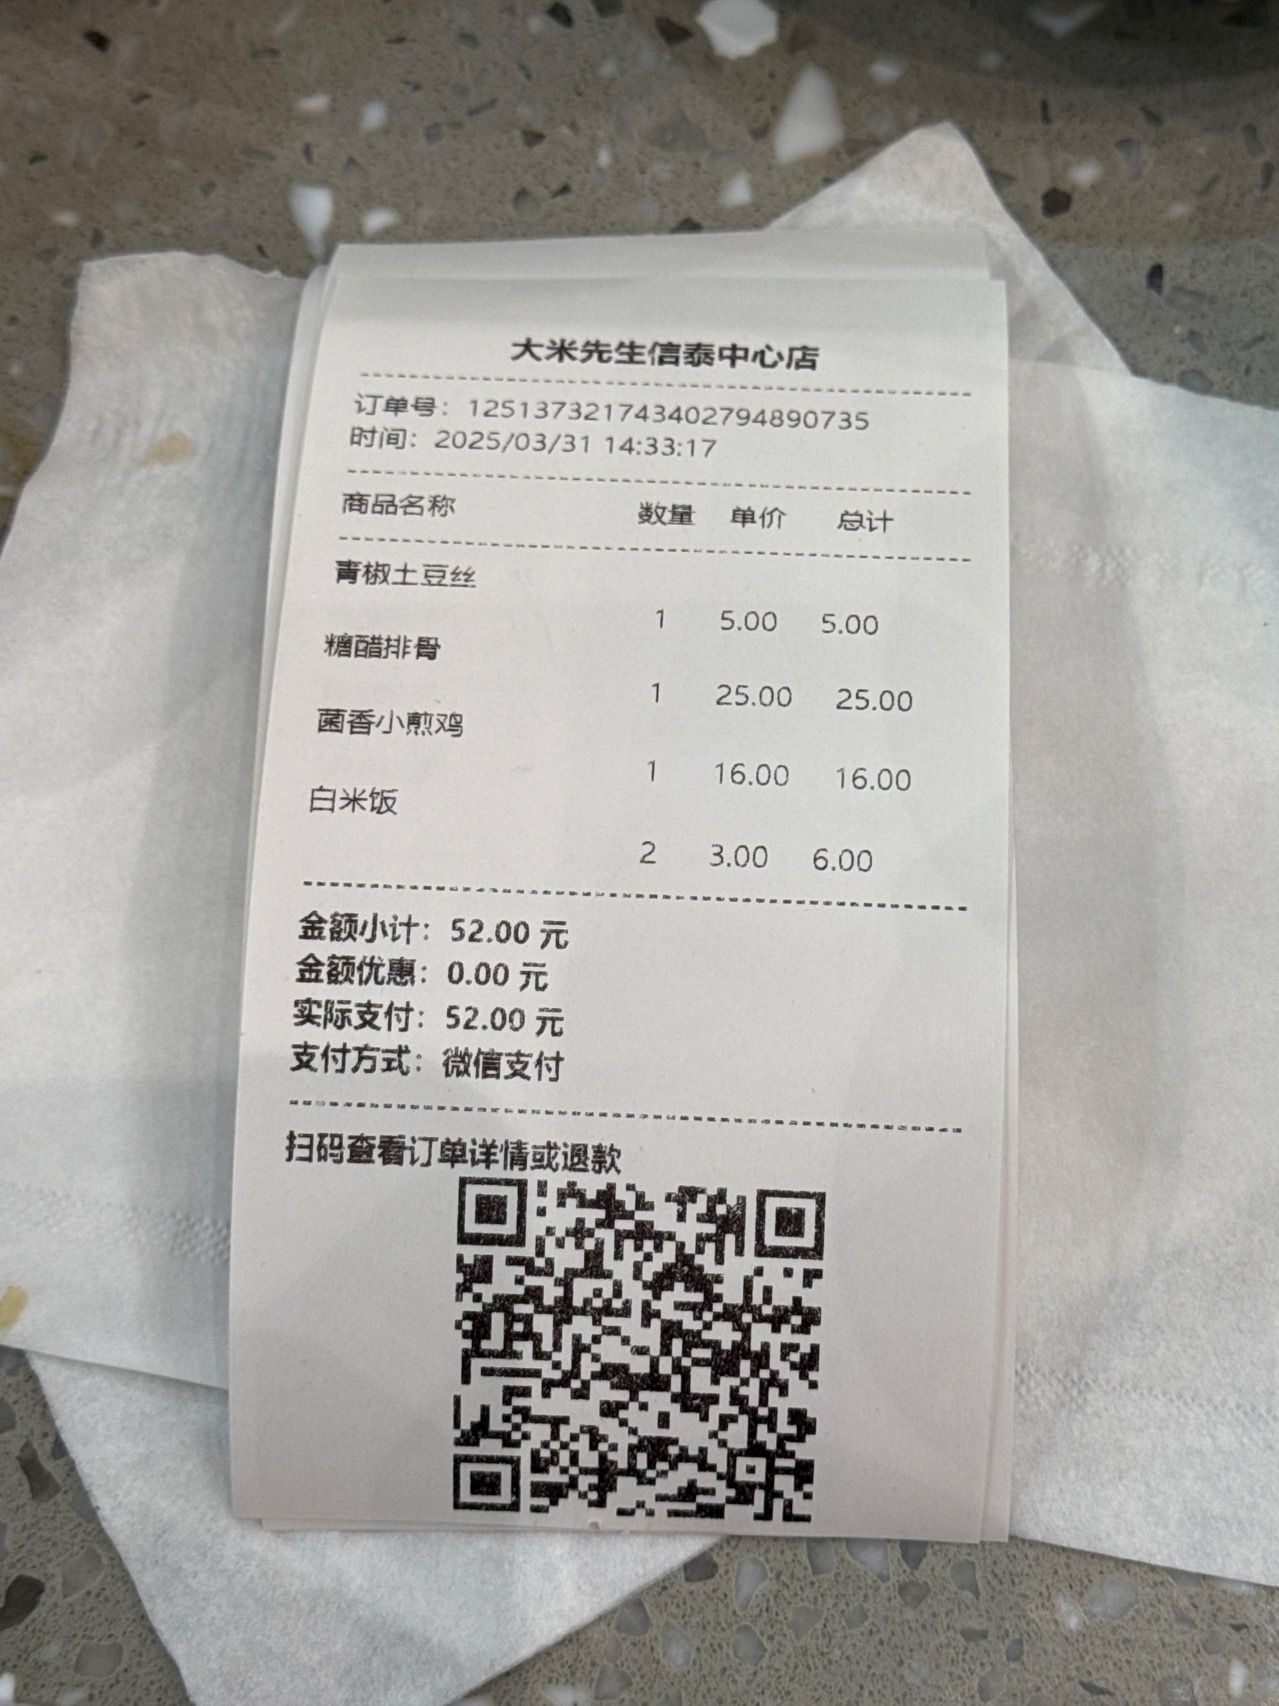 大米先生信泰中心店
订单号：12513732174340279489​0735
时间：2025/03/31 14:33:17
商品名称 数量 单价 总计
青椒土豆丝
1 5.00 5.00
糖醋排骨
1 25.00 25.00
菌香小煎鸡
1 16.00 16.00
白米饭
2 3.00 6.00
金额小计：52.00 元
金额优惠：0.00 元
实际支付：52.00 元
支付方式：微信支付
扫码查看订单详情或退款